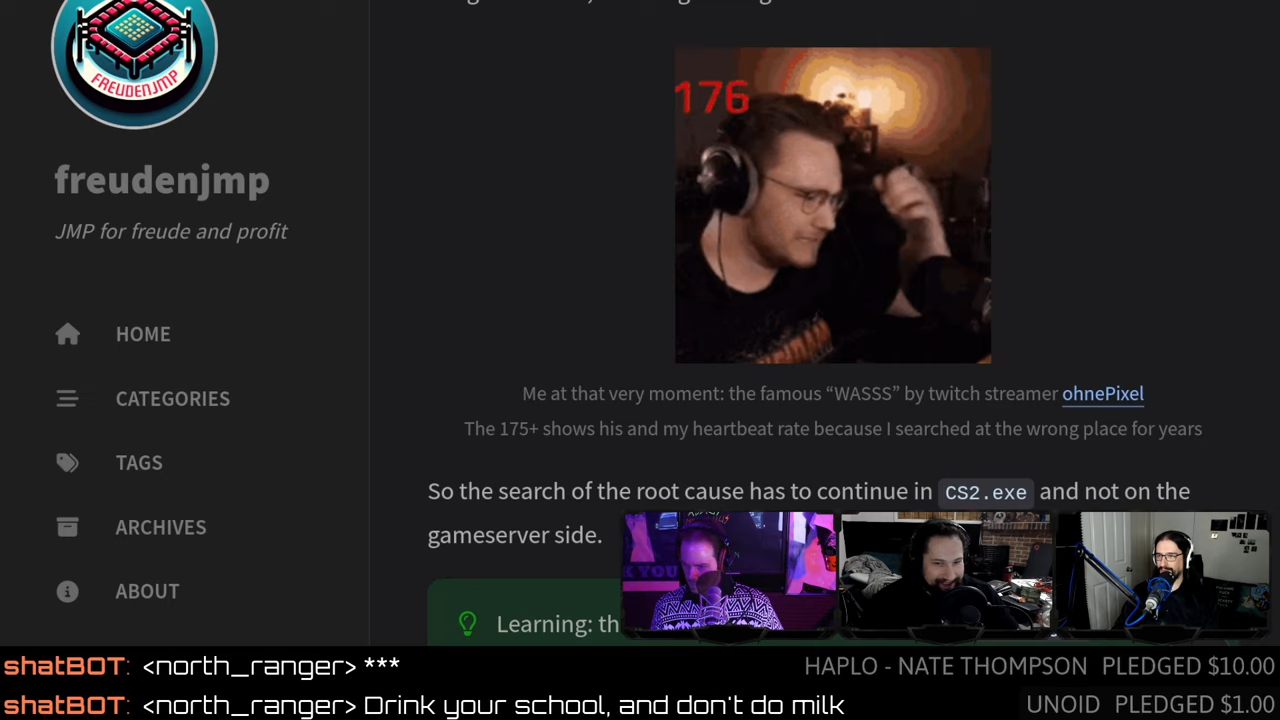 FREUDENJMP
freudenjmp
JMP for freude and profit
HOME
CATEGORIES
TAGS
ARCHIVES
ABOUT
176
Me at that very moment: the famous “WASSS” by twitch streamer ohnePixel
The 175+ shows his and my heartbeat rate because I searched at the wrong place for years
So the search of the root cause has to continue in CS2.exe and not on the
gameserver side.
Learning: th
shatBOT: <north_ranger> ***
HAPLO - NATE THOMPSON PLEDGED $10.00
shatBOT: <north_ranger> Drink your school, and don't do milk
UNOID PLEDGED $1.00